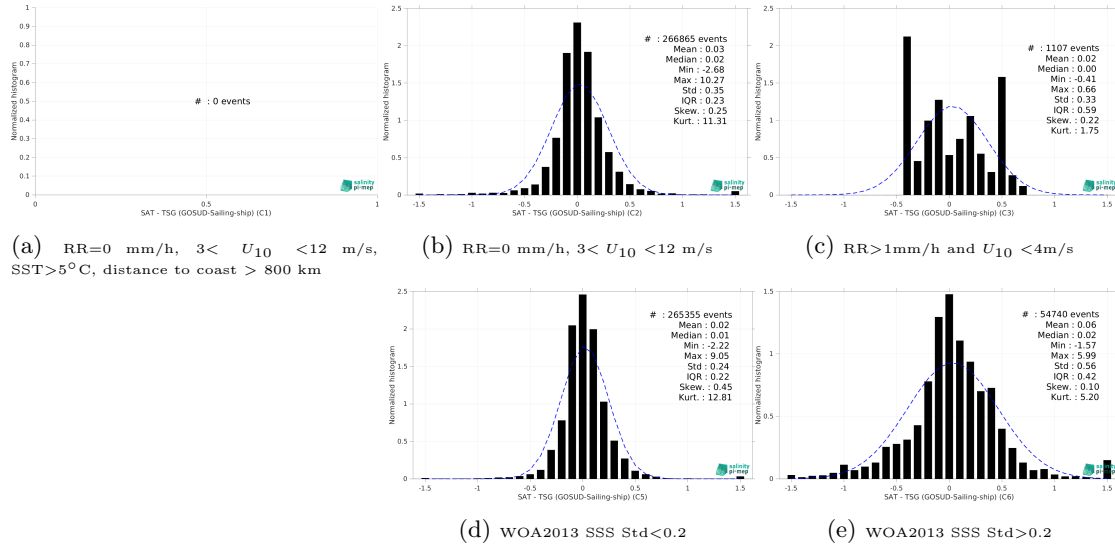 1
0.9
0.8
0.7
0.6
0.5
0.4
0.3
0.2
0.1
0
Normalized histogram
# : 0 events
salinity
pi-mep
0
0.5
1
SAT - TSG (GOSUD-Sailing-ship) (C1)
(a) RR=0 mm/h, 3< U10 <12 m/s,
SST>5°C, distance to coast > 800 km
2.5
2
1.5
1
0.5
0
Normalized histogram
# : 266865 events
Mean : 0.03
Median : 0.02
Min : -2.68
Max : 10.27
Std : 0.35
IQR : 0.23
Skew. : 0.25
Kurt. : 11.31
salinity
pi-mep
-1.5
-1
-0.5
0
0.5
1
1.5
SAT - TSG (GOSUD-Sailing-ship) (C2)
(b) RR=0 mm/h, 3< U10 <12 m/s
2.5
2
1.5
1
0.5
0
Normalized histogram
# : 1107 events
Mean : 0.02
Median : 0.00
Min : -0.41
Max : 0.66
Std : 0.33
IQR : 0.59
Skew. : 0.22
Kurt. : 1.75
salinity
pi-mep
-1.5
-1
-0.5
0
0.5
1
1.5
SAT - TSG (GOSUD-Sailing-ship) (C3)
(c) RR>1mm/h and U10 <4m/s
2.5
2
1.5
1
0.5
0
Normalized histogram
# : 265355 events
Mean : 0.02
Median : 0.01
Min : -2.22
Max : 9.05
Std : 0.24
IQR : 0.22
Skew. : 0.45
Kurt. : 12.81
salinity
pi-mep
-1.5
-1
-0.5
0
0.5
1
1.5
SAT - TSG (GOSUD-Sailing-ship) (C5)
(d) WOA2013 SSS Std<0.2
1.5
1
0.5
0
Normalized histogram
# : 54740 events
Mean : 0.06
Median : 0.02
Min : -1.57
Max : 5.99
Std : 0.56
IQR : 0.42
Skew. : 0.10
Kurt. : 5.20
salinity
pi-mep
-1.5
-1
-0.5
0
0.5
1
1.5
SAT - TSG (GOSUD-Sailing-ship) (C6)
(e) WOA2013 SSS Std>0.2